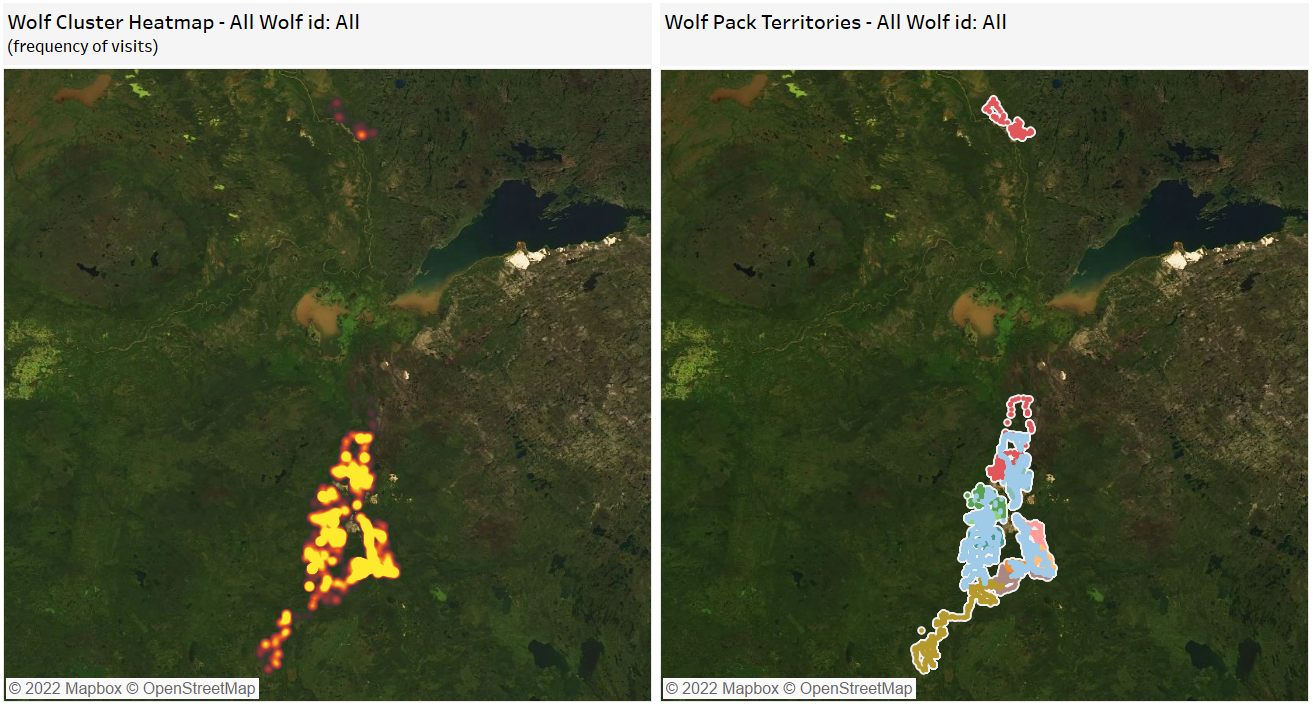 Wolf Cluster Heatmap - All Wolf id: All
(frequency of visits)
Wolf Pack Territories - All Wolf id: All
© 2022 Mapbox © OpenStreetMap
© 2022 Mapbox © OpenStreetMap